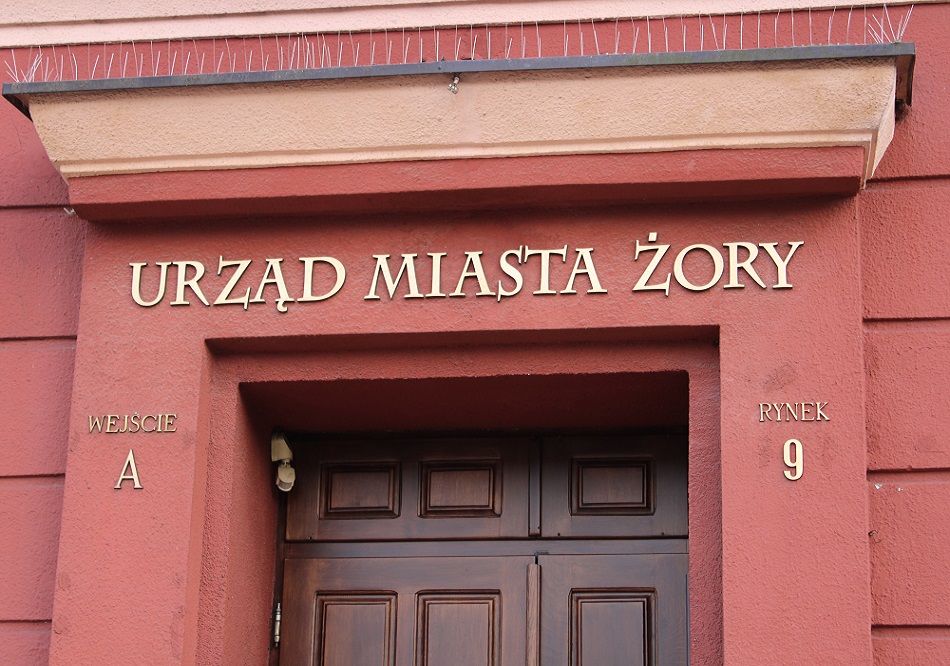 URZĄD MIASTA ŻORY
WEJŚCIE
A
RYNEK
9